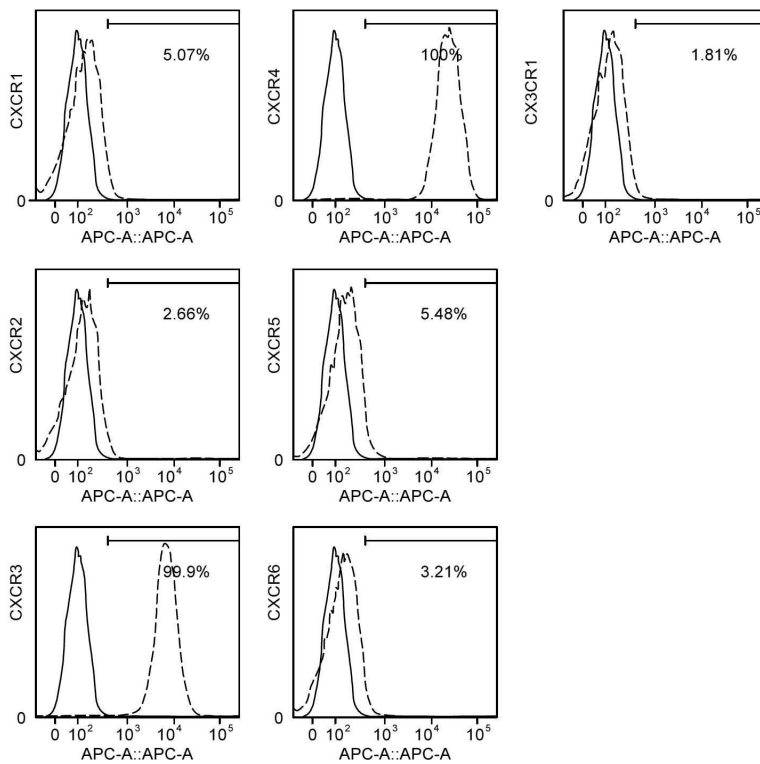 CXCR1
5.07%
0
0 10² 10³ 10⁴ 10⁵
APC-A::APC-A
CXCR4
100%
0
0 10² 10³ 10⁴ 10⁵
APC-A::APC-A
CX3CR1
1.81%
0
0 10² 10³ 10⁴ 10⁵
APC-A::APC-A
CXCR2
2.66%
0
0 10² 10³ 10⁴ 10⁵
APC-A::APC-A
CXCR5
5.48%
0
0 10² 10³ 10⁴ 10⁵
APC-A::APC-A
CXCR3
99.9%
0
0 10² 10³ 10⁴ 10⁵
APC-A::APC-A
CXCR6
3.21%
0
0 10² 10³ 10⁴ 10⁵
APC-A::APC-A